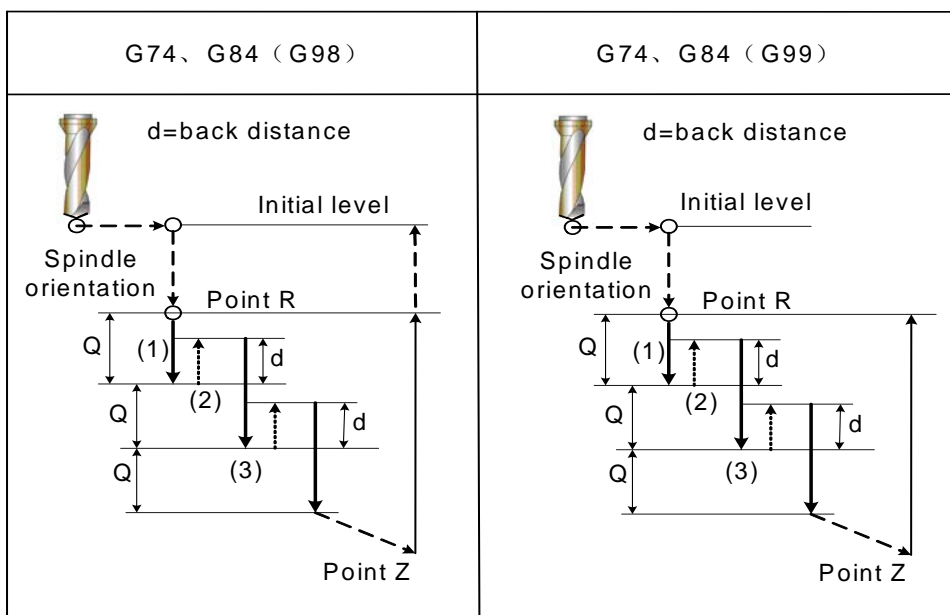 G74、G84（G98）
d=back distance
Initial level
Spindle
orientation
Point R
Q
(1)
d
(2)
Q
d
(3)
Q
Point Z
G74、G84（G99）
d=back distance
Initial level
Spindle
orientation
Point R
Q
(1)
d
(2)
Q
d
(3)
Q
Point Z